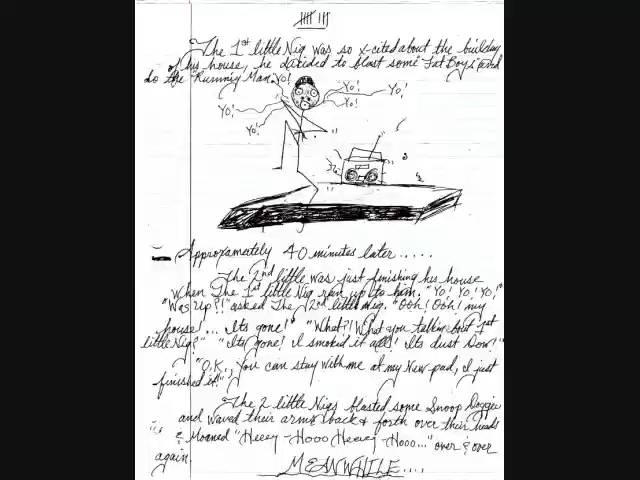 The 1st little Nig was so x-cited about the building
of his house, he decided to blast some Fat Boys and
do the "Running Man." Yo!
Yo!
Yo!
Yo!
Yo!
Yo!
Approxamertely 40 minutes later.....
The 2nd little was just finishing his house
when The 1st little Nig ran up to him. "Yo! Yo! Yo!"
"Was Up?!" asked The 2nd little nig. "Ooh! Ooh! my
house... Its gone!" "What?! What you talking bout 1st
little Nig?" "Its gone! I smoked it all! Its dust Dow!"
"O.K., You can stay with me at my New pad, I just
finished it!"
The 2 little Nigs blasted some Snoop Doggie
and waved their arms back & forth over their heads
& Moaned "Heeey-Hooo Heeey-Hooo..." over & over
again.
MEANWHILE....